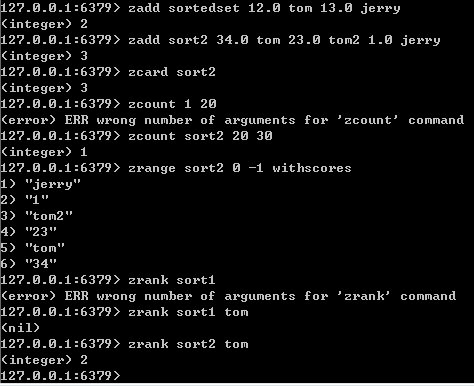 127.0.0.1:6379> zadd sortedset 12.0 tom 13.0 jerry
(integer) 2
127.0.0.1:6379> zadd sort2 34.0 tom 23.0 tom2 1.0 jerry
(integer) 3
127.0.0.1:6379> zcard sort2
(integer) 3
127.0.0.1:6379> zcount 1 20
(error) ERR wrong number of arguments for 'zcount' command
127.0.0.1:6379> zcount sort2 20 30
(integer) 1
127.0.0.1:6379> zrange sort2 0 -1 withscores
1) "jerry"
2) "1"
3) "tom2"
4) "23"
5) "tom"
6) "34"
127.0.0.1:6379> zrank sort1
(error) ERR wrong number of arguments for 'zrank' command
127.0.0.1:6379> zrank sort1 tom
(nil)
127.0.0.1:6379> zrank sort2 tom
(integer) 2
127.0.0.1:6379>